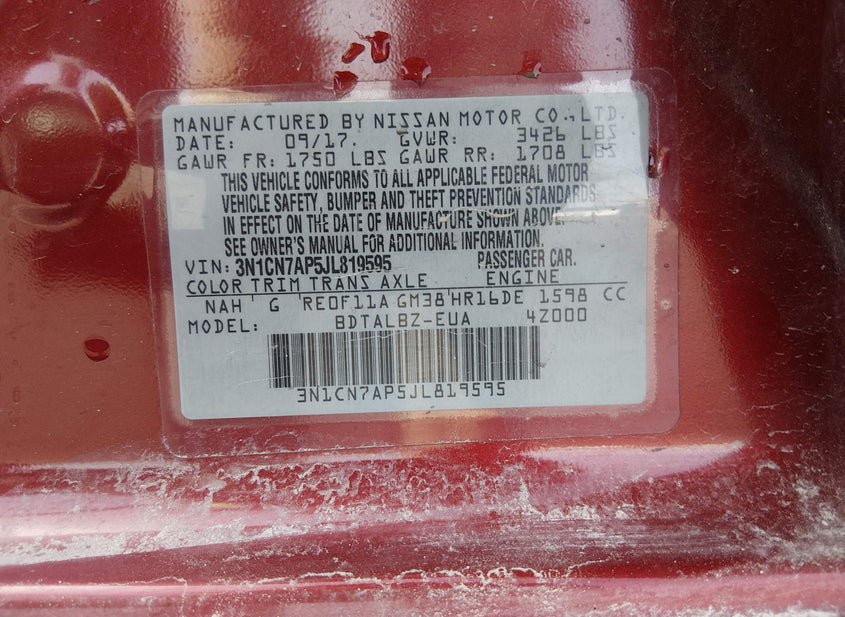 MANUFACTURED BY NISSAN MOTOR CO., LTD.
DATE: 09/17. GVWR: 3426 LBS
GAWR FR: 1750 LBS GAWR RR: 1708 LBS
THIS VEHICLE CONFORMS TO ALL APPLICABLE FEDERAL MOTOR
VEHICLE SAFETY, BUMPER AND THEFT PREVENTION STANDARDS
IN EFFECT ON THE DATE OF MANUFACTURE SHOWN ABOVE.
SEE OWNER'S MANUAL FOR ADDITIONAL INFORMATION.
VIN: 3N1CN7AP5JL819595 PASSENGER CAR.
COLOR TRIM TRANS AXLE ENGINE
NAH G RE0F11A GM38 HR16DE 1598 CC
MODEL: BDTALBZ-EUA 4Z000
3N1CN7AP5JL819595